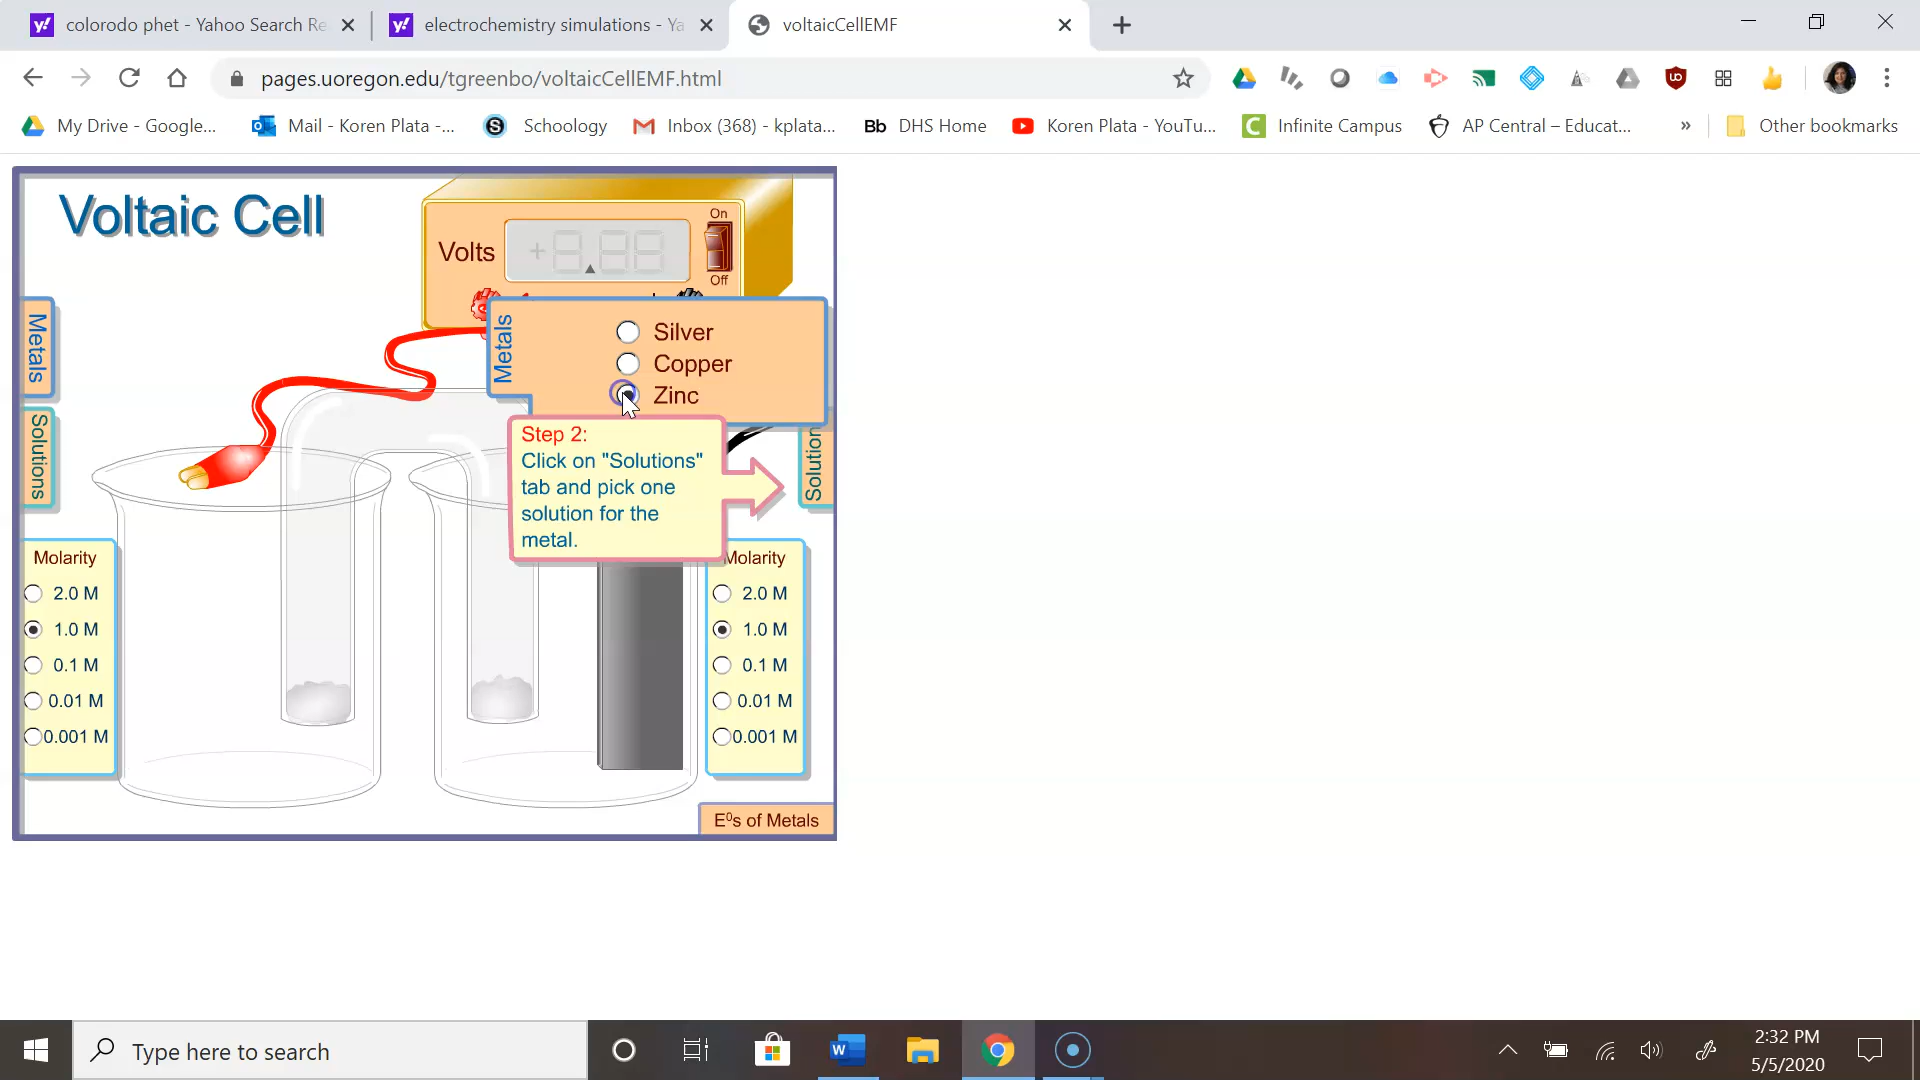 colorodo phet - Yahoo Search Re
electrochemistry simulations - Ya
voltaicCellEMF
pages.uoregon.edu/tgreenbo/voltaicCellEMF.html
My Drive - Google...
Mail - Koren Plata -...
Schoology
Inbox (368) - kplata...
Bb DHS Home
Koren Plata - YouTu...
Infinite Campus
AP Central – Educat...
»
Other bookmarks
Voltaic Cell
Volts
On
Off
Metals
Solutions
Metals
Silver
Copper
Zinc
Step 2:
Click on "Solutions"
tab and pick one
solution for the
metal.
Solution
Molarity
2.0 M
1.0 M
0.1 M
0.01 M
0.001 M
Molarity
2.0 M
1.0 M
0.1 M
0.01 M
0.001 M
E⁰s of Metals
Type here to search
2:32 PM
5/5/2020